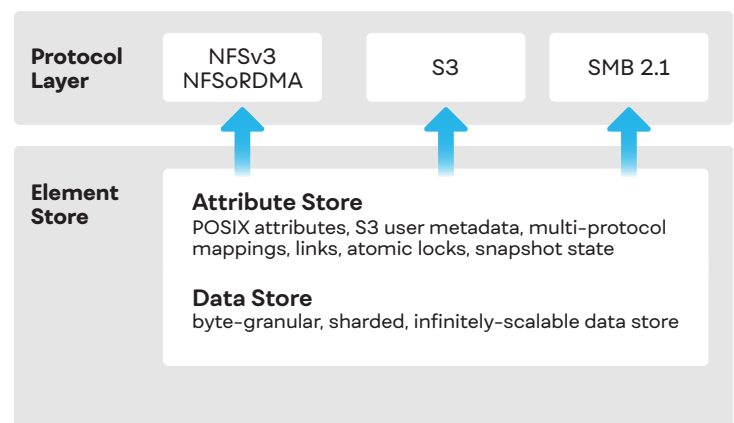 Protocol
Layer
NFSv3
NFSoRDMA
S3
SMB 2.1
Element
Store
Attribute Store
POSIX attributes, S3 user metadata, multi-protocol
mappings, links, atomic locks, snapshot state
Data Store
byte-granular, sharded, infinitely-scalable data store